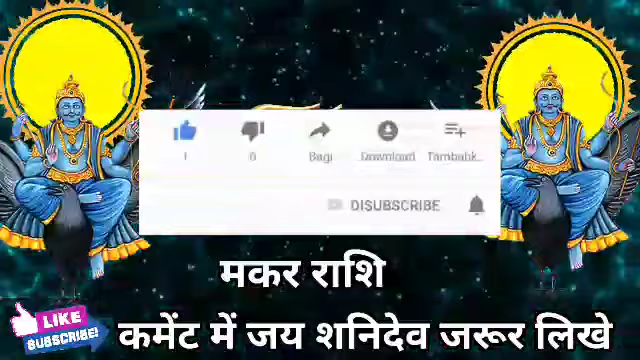 1 0 Bagi Download Tambahk..
DISUBSCRIBE
मकर राशि
LIKE
SUBSCRIBE!
कमेंट में जय शनिदेव जरूर लिखे